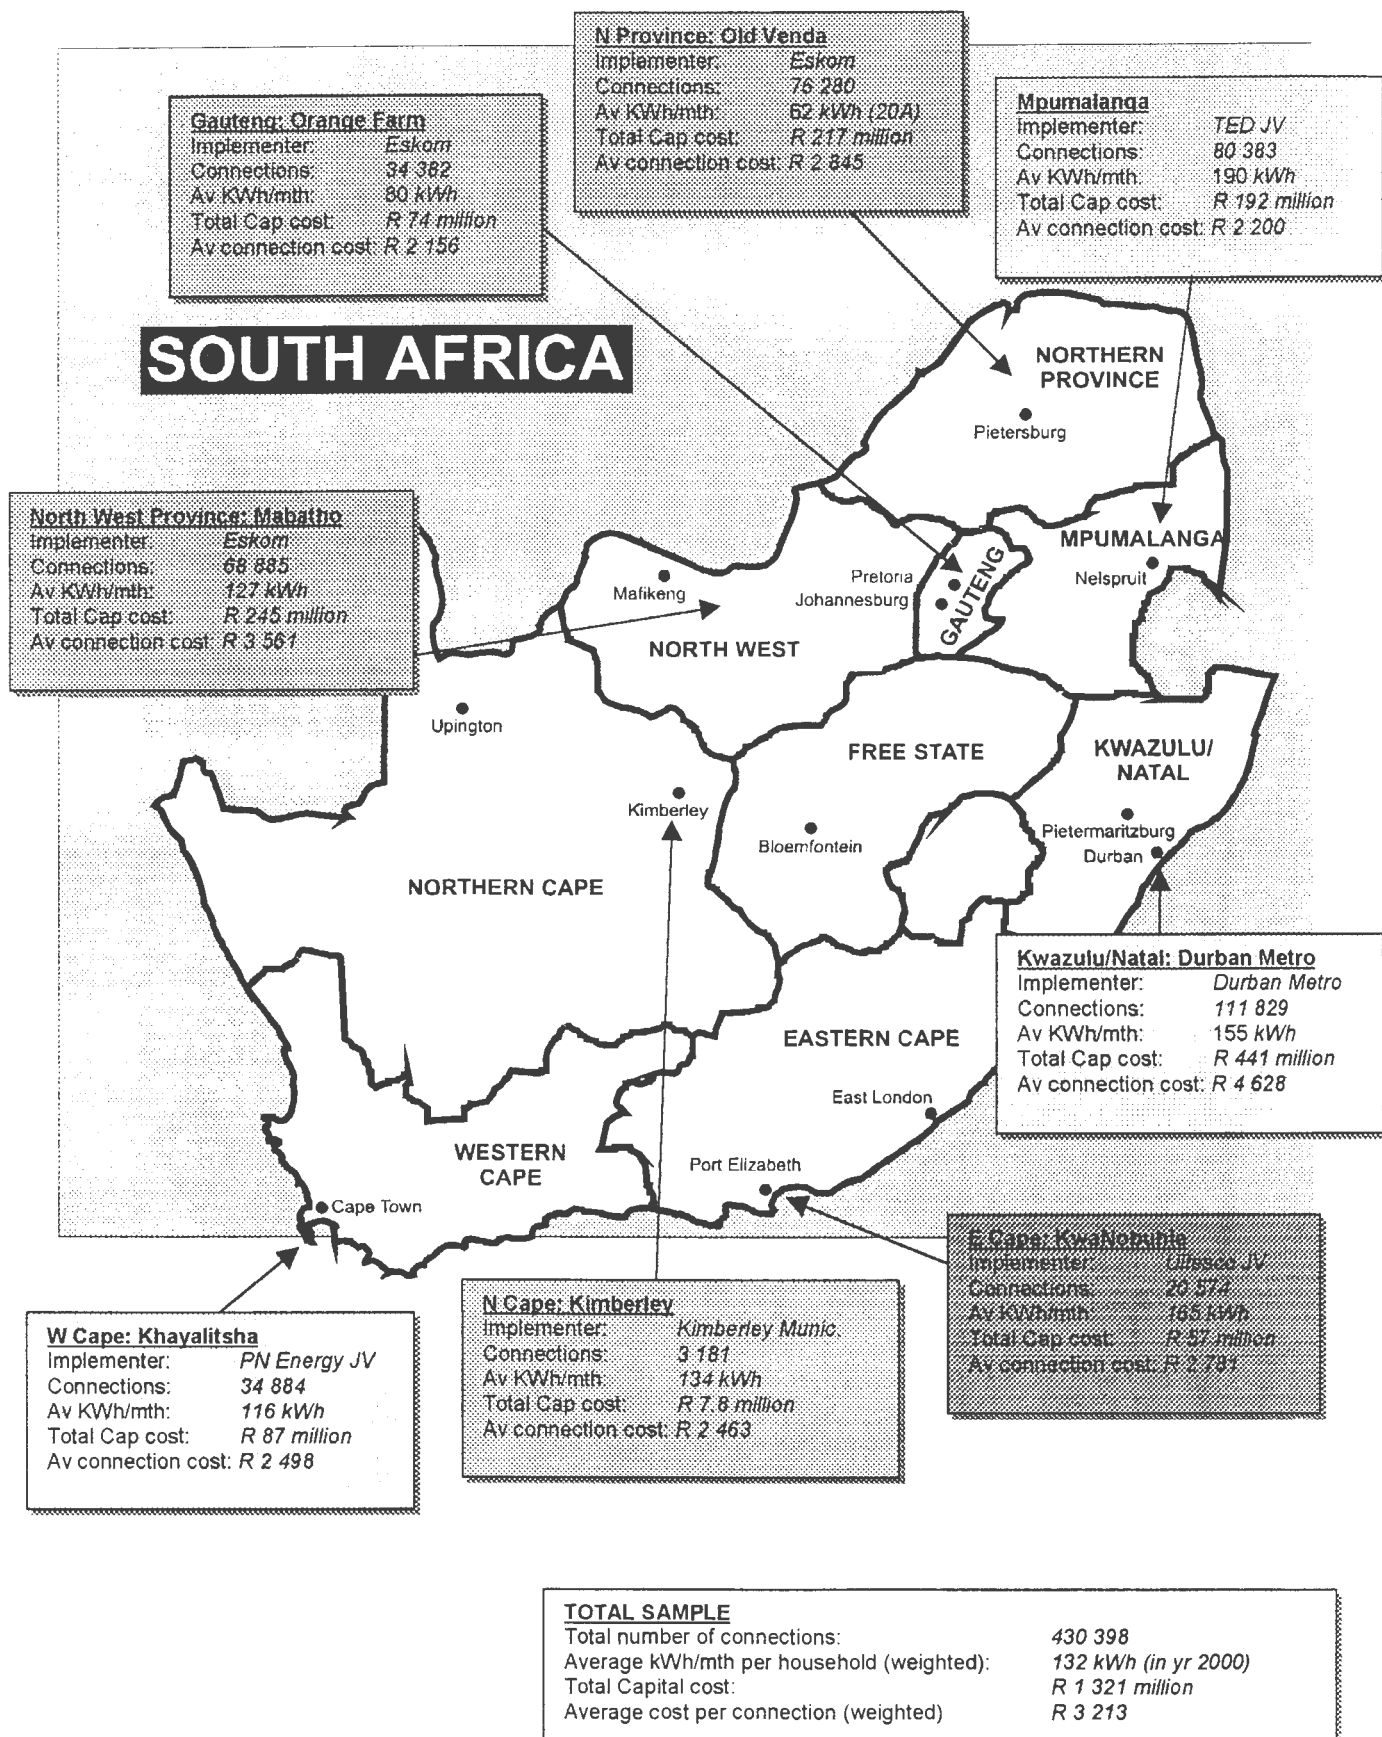 N Province: Old Venda
Implementer: Eskom
Connections: 76 280
Av KWh/mth: 62 kWh (20A)
Total Cap cost: R 217 million
Av connection cost: R 2 845
Gauteng: Orange Farm
Implementer: Eskom
Connections: 34 382
Av KWh/mth: 80 kWh
Total Cap cost: R 74 million
Av connection cost: R 2 156
Mpumalanga
Implementer: TED JV
Connections: 80 383
Av KWh/mth: 190 kWh
Total Cap cost: R 192 million
Av connection cost: R 2 200
SOUTH AFRICA
NORTHERN
PROVINCE
Pietersburg
North West Province: Mabatho
Implementer: Eskom
Connections: 68 885
Av KWh/mth: 127 kWh
Total Cap cost: R 245 million
Av connection cost: R 3 561
MPUMALANGA
Nelspruit
GAUTENG
Pretoria
Johannesburg
Mafikeng
NORTH WEST
Upington
FREE STATE
KWAZULU/
NATAL
Kimberley
Bloemfontein
Pietermaritzburg
Durban
NORTHERN CAPE
Kwazulu/Natal: Durban Metro
Implementer: Durban Metro
Connections: 111 829
Av KWh/mth: 155 kWh
Total Cap cost: R 441 million
Av connection cost: R 4 628
EASTERN CAPE
East London
WESTERN
CAPE
Port Elizabeth
Cape Town
E Cape: KwaNobuhle
Implementer: JV
Connections: 20 574
Av KWh/mth 165 kWh
Total Cap cost: R 57 million
Av connection cost: R 2 781
N Cape: Kimberley
Implementer: Kimberley Munic.
Connections: 3 181
Av KWh/mth: 134 kWh
Total Cap cost: R 7.8 million
Av connection cost: R 2 463
W Cape: Khayalitsha
Implementer: PN Energy JV
Connections: 34 884
Av KWh/mth: 116 kWh
Total Cap cost: R 87 million
Av connection cost: R 2 498
TOTAL SAMPLE
Total number of connections: 430 398
Average kWh/mth per household (weighted): 132 kWh (in yr 2000)
Total Capital cost: R 1 321 million
Average cost per connection (weighted) R 3 213